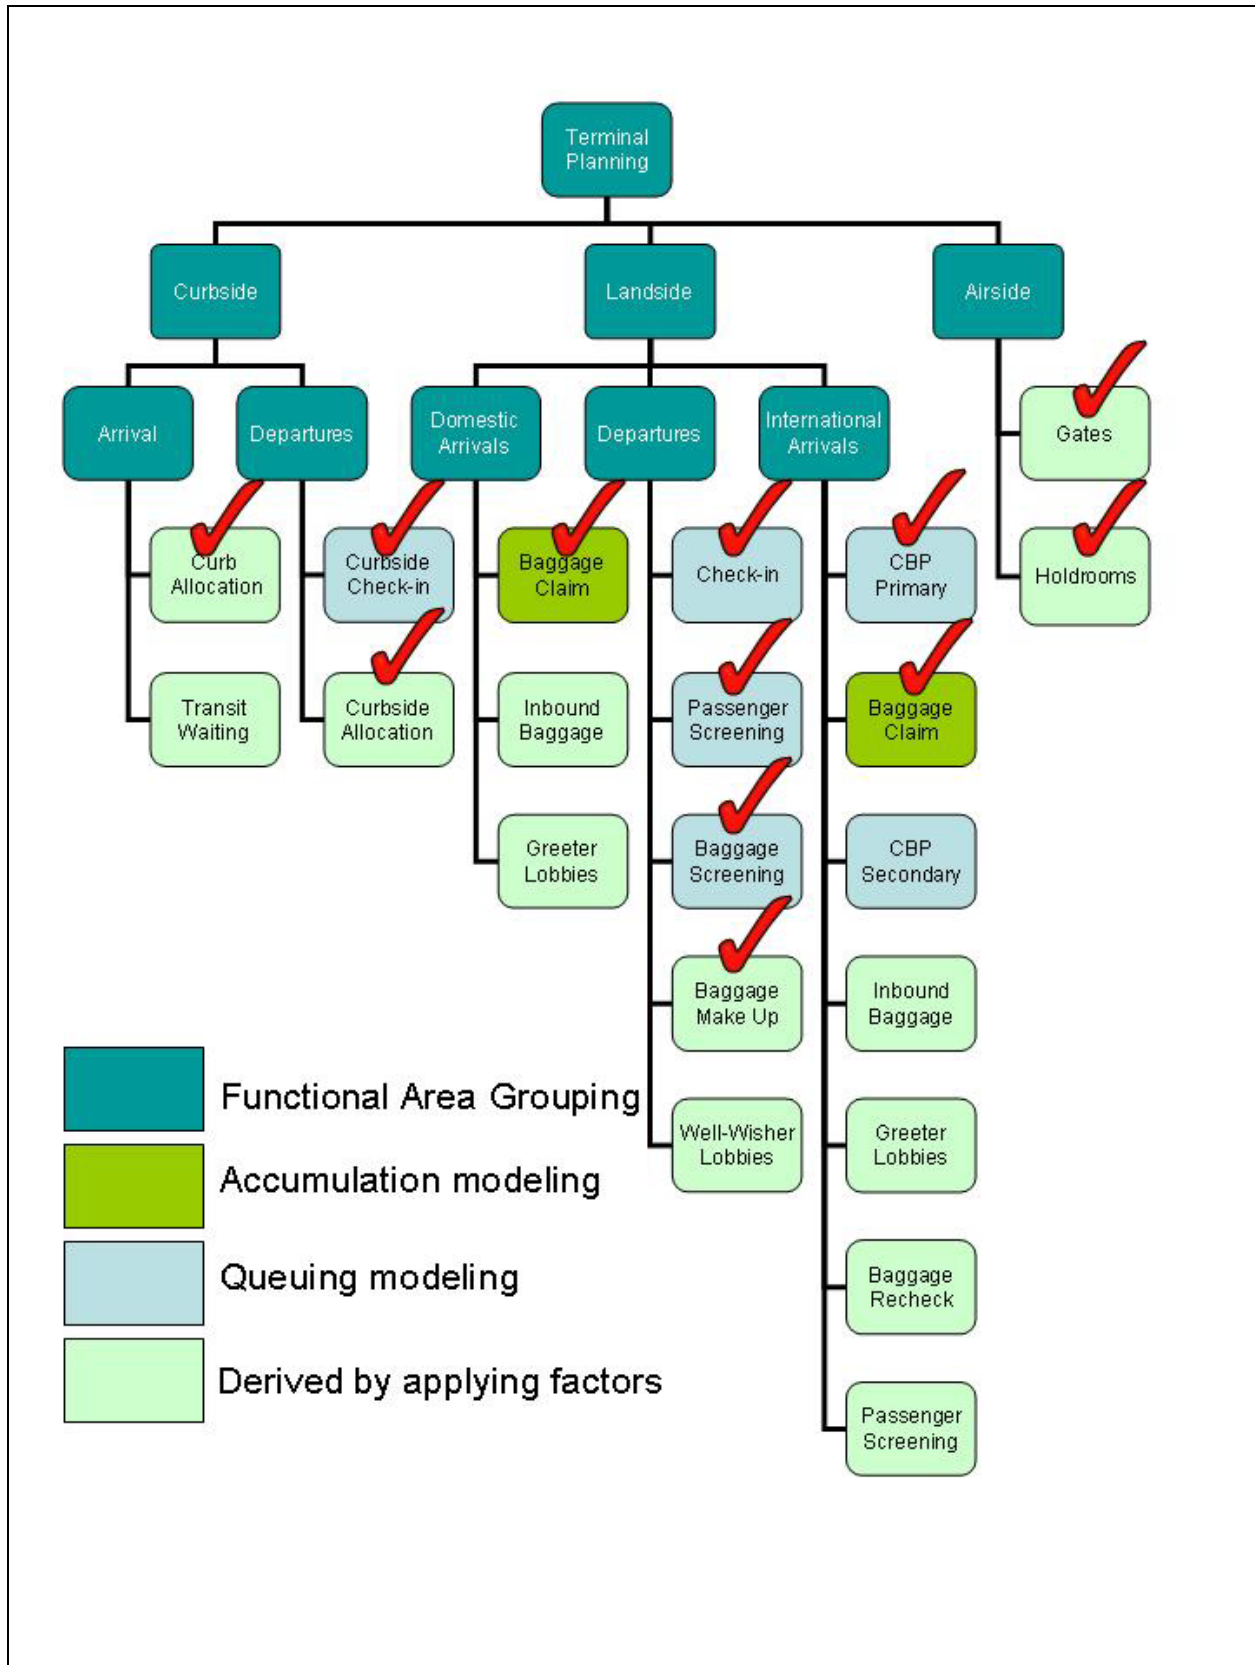 Terminal
Planning
Curbside
Landside
Airside
Arrival
Departures
Domestic
Arrivals
Departures
International
Arrivals
Gates
Curb
Allocation
Curbside
Check-in
Baggage
Claim
Check-in
CBP
Primary
Holdrooms
Transit
Waiting
Curbside
Allocation
Inbound
Baggage
Passenger
Screening
Baggage
Claim
Greeter
Lobbies
Baggage
Screening
CBP
Secondary
Baggage
Make Up
Inbound
Baggage
Well-Wisher
Lobbies
Greeter
Lobbies
Baggage
Recheck
Passenger
Screening
Functional Area Grouping
Accumulation modeling
Queuing modeling
Derived by applying factors